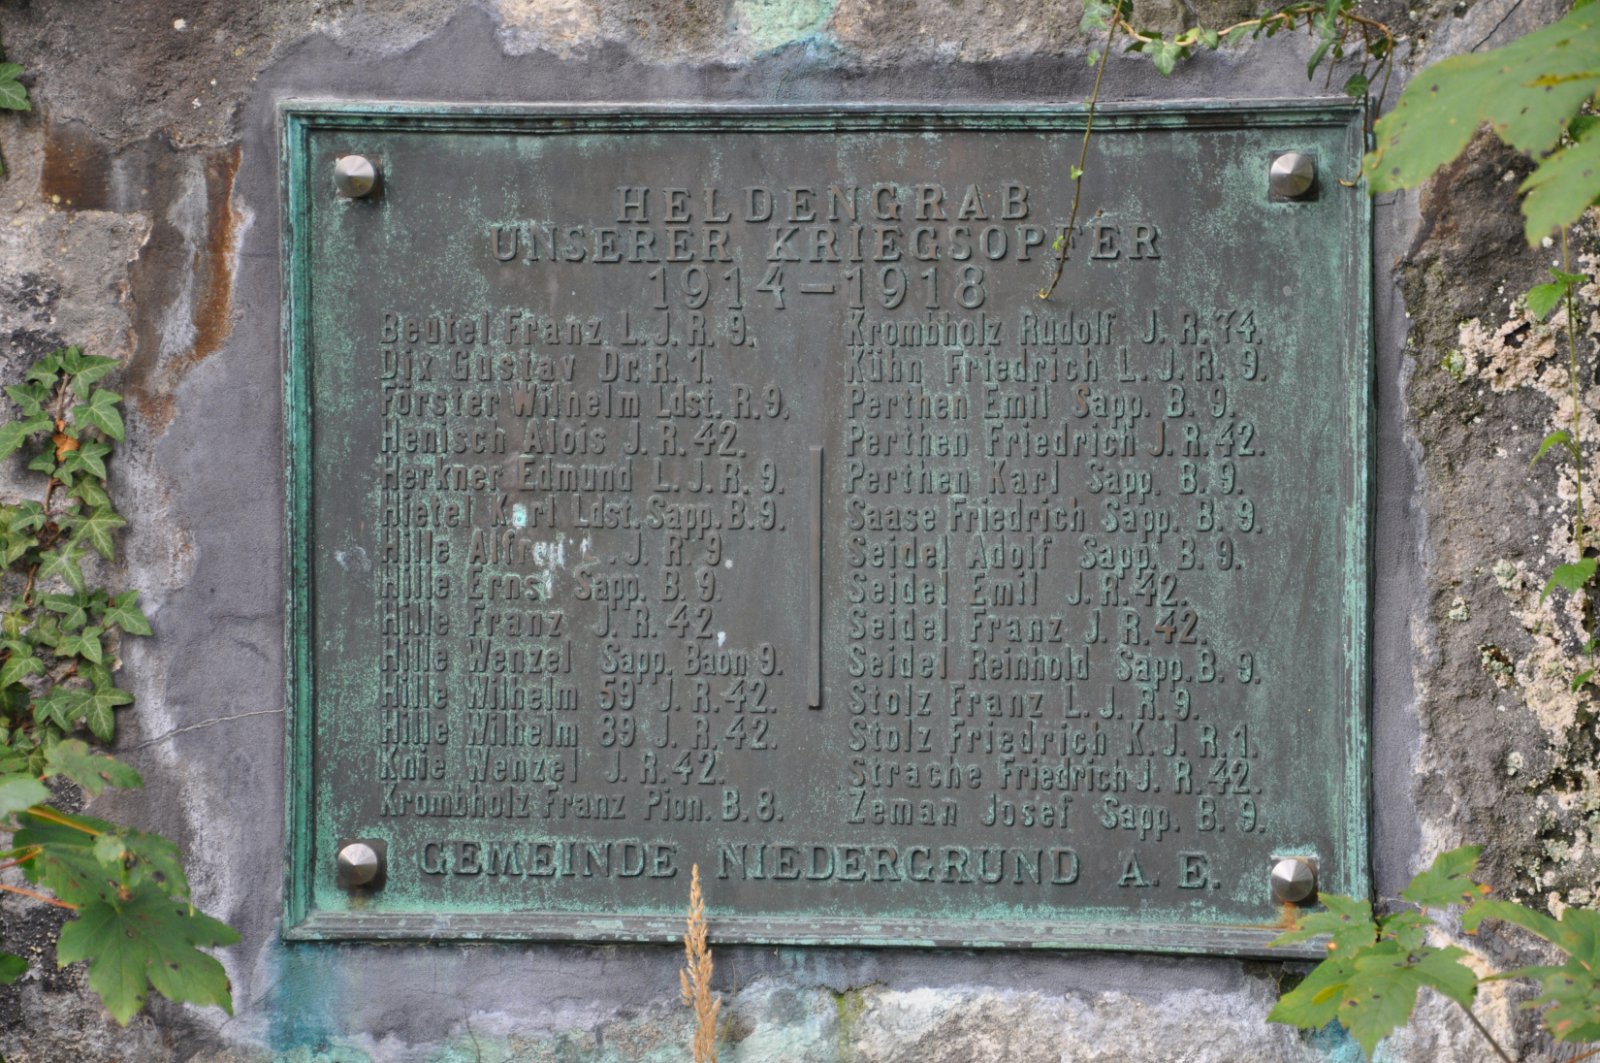 HELDENGRAB
UNSERER KRIEGSOPFER
1914-1918
Beutel Franz L. J. R. 9.
Dix Gustav Dr. R. 1.
Förster Wilhelm Ldst. R. 9.
Henisch Alois J. R. 42.
Herkner Edmund L. J. R. 9.
Hietel Karl Ldst. Sapp. B. 9.
Hille Alfred . J. R. 9
Hille Ernst Sapp. B. 9.
Hille Franz J. R. 42.
Hille Wenzel Sapp. Baon 9.
Hille Wilhelm 59 J. R. 42.
Hille Wilhelm 89 J. R. 42.
Knie Wenzel J. R. 42.
Krombholz Franz Pion. B. 8.
Krombholz Rudolf J. R. 74.
Kühn Friedrich L. J. R. 9.
Perthen Emil Sapp. B. 9.
Perthen Friedrich J. R. 42.
Perthen Karl Sapp. B. 9.
Saase Friedrich Sapp. B. 9.
Seidel Adolf Sapp. B. 9.
Seidel Emil J. R. 42.
Seidel Franz J. R. 42.
Seidel Reinhold Sapp. B. 9.
Stolz Franz L. J. R. 9.
Stolz Friedrich K. J. R. 1.
Strache Friedrich J. R. 42.
Zeman Josef Sapp. B. 9.
GEMEINDE NIEDERGRUND A. E.